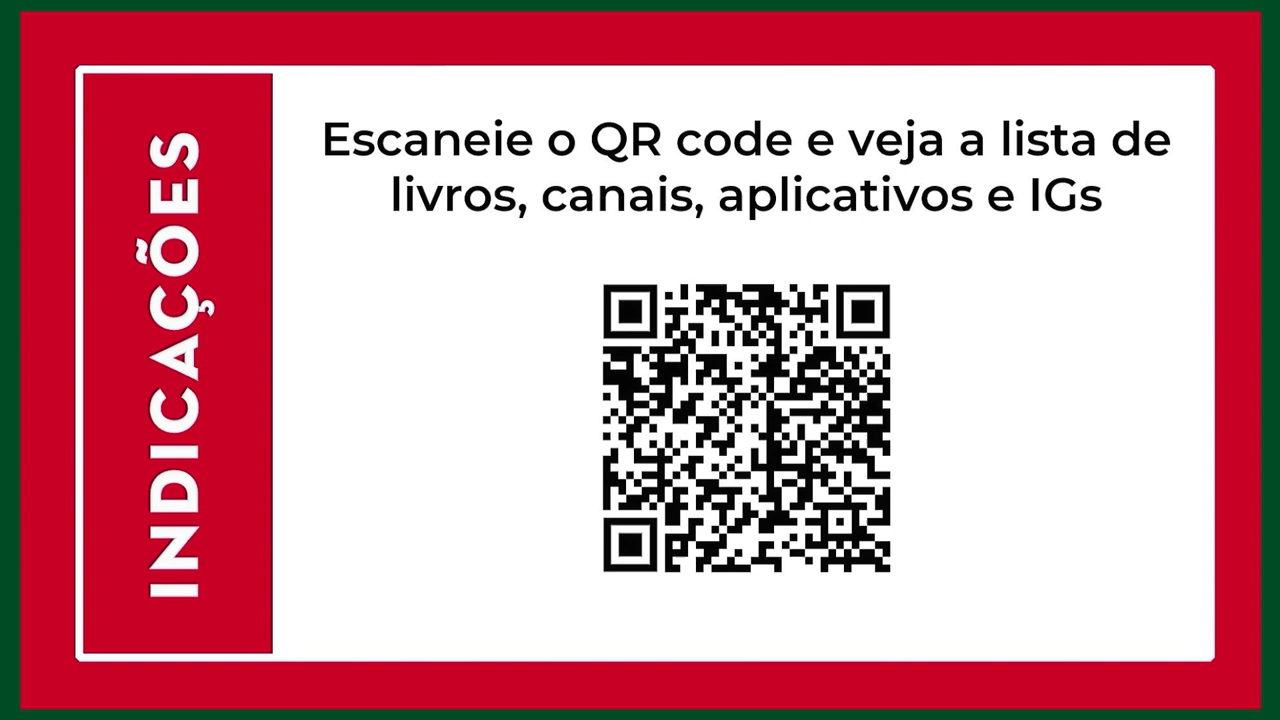 INDICAÇÕES
Escaneie o QR code e veja a lista de
livros, canais, aplicativos e IGs